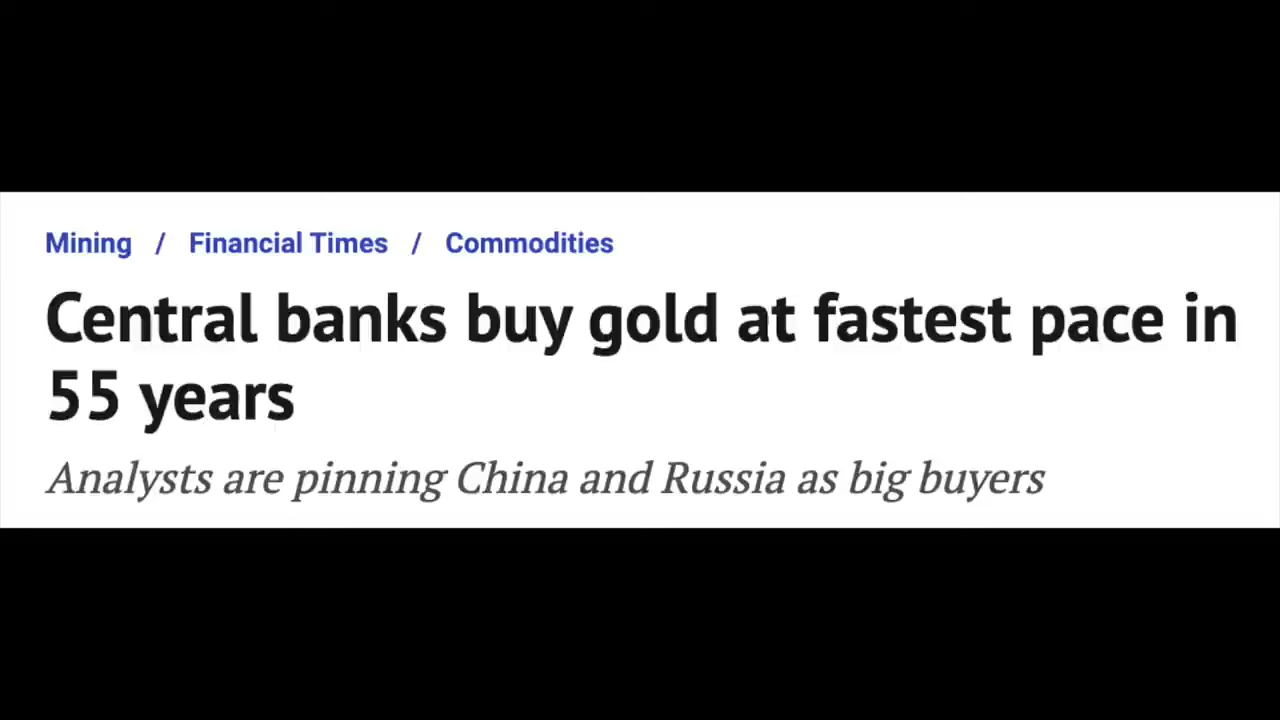 Mining / Financial Times / Commodities
Central banks buy gold at fastest pace in
55 years
Analysts are pinning China and Russia as big buyers